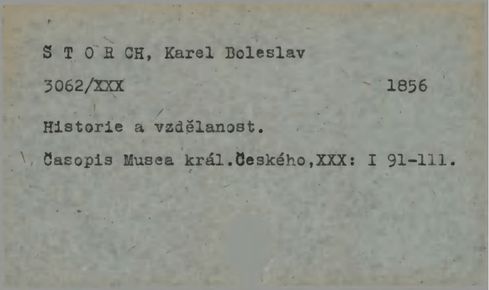 Š T O R CH, Karel Boleslav
3062/XXX 1856
Historie a vzdělanost.
Časopis Musea král.Českého,XXX: I 91-111.